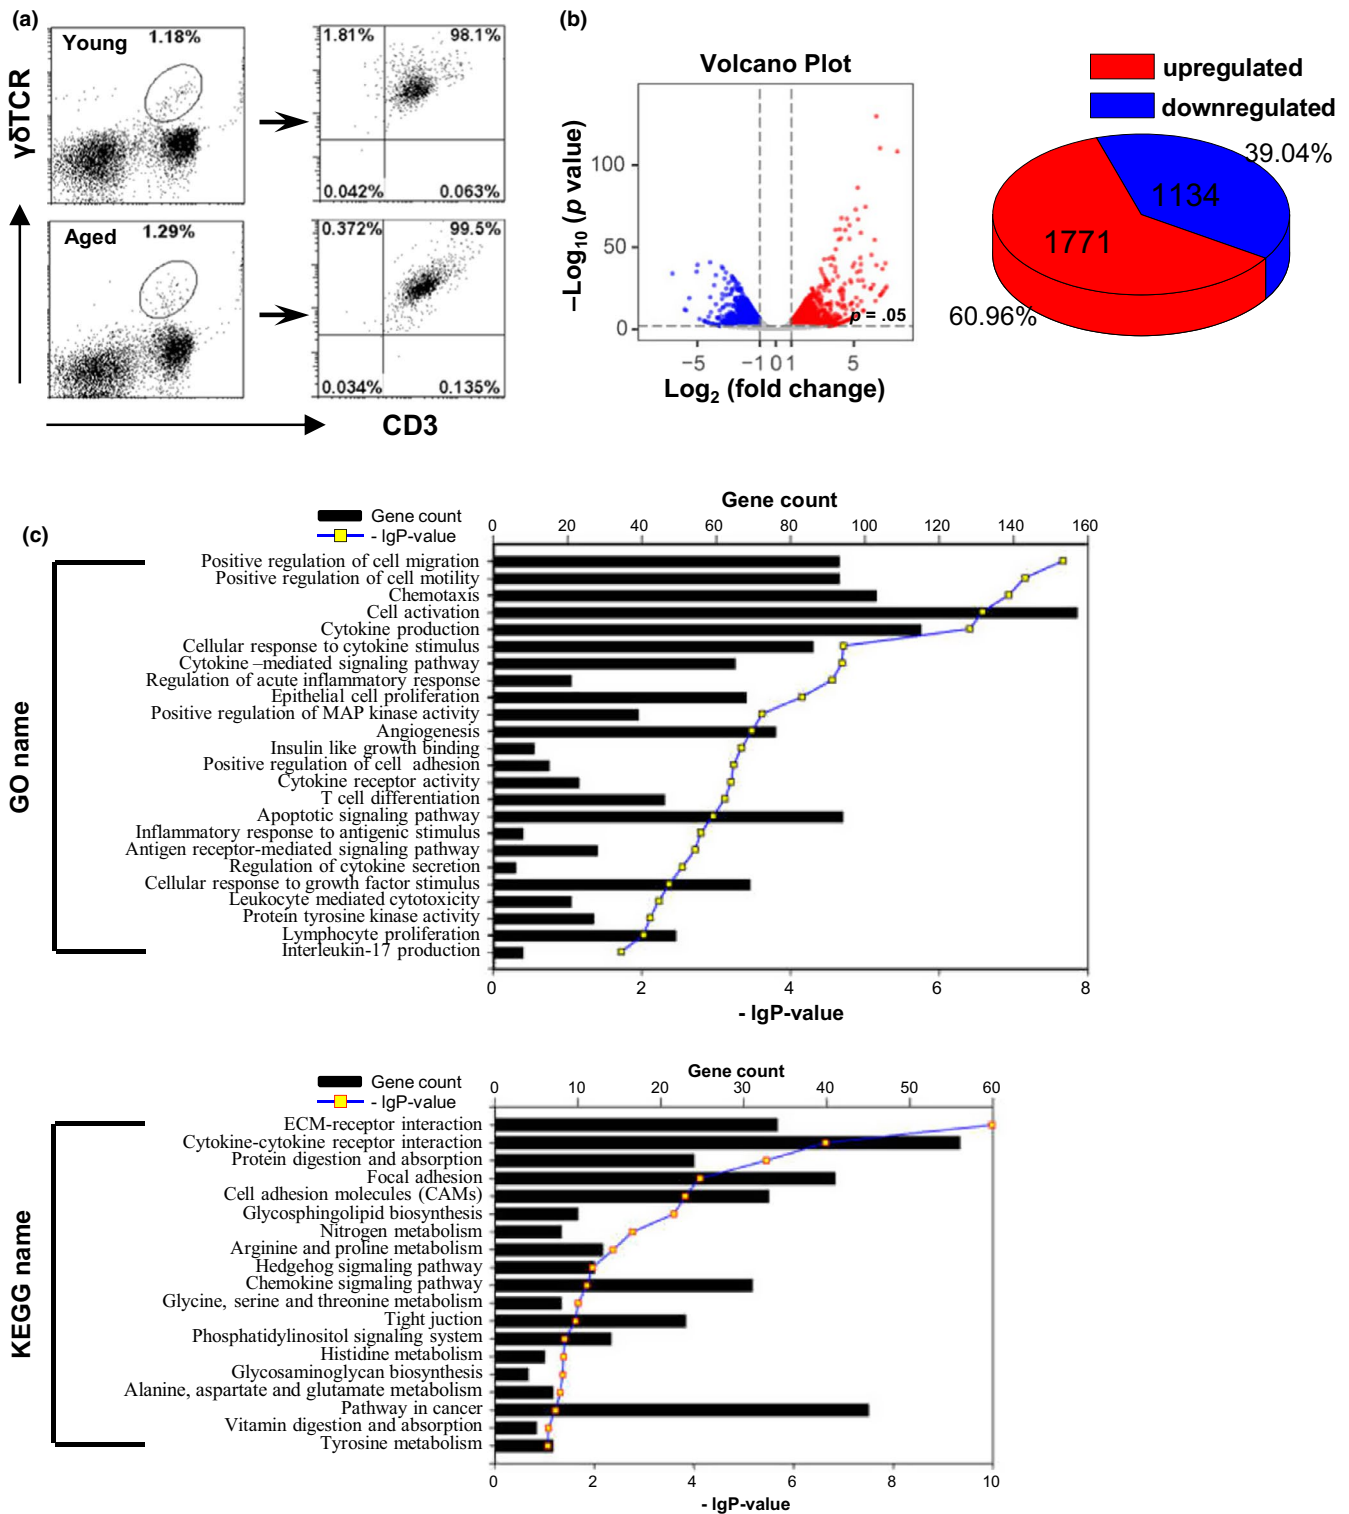 (a)
Young
1.18%
1.81%
98.1%
0.042%
0.063%
γδTCR
Aged
1.29%
0.372%
99.5%
0.034%
0.135%
CD3
(b)
Volcano Plot
−Log10 (p value)
100
50
0
p = .05
−5
−1
0
1
5
Log2 (fold change)
upregulated
downregulated
39.04%
1134
1771
60.96%
(c)
Gene count
Gene count
- lgP-value
0 20 40 60 80 100 120 140 160
GO name
Positive regulation of cell migration
Positive regulation of cell motility
Chemotaxis
Cell activation
Cytokine production
Cellular response to cytokine stimulus
Cytokine –mediated signaling pathway
Regulation of acute inflammatory response
Epithelial cell proliferation
Positive regulation of MAP kinase activity
Angiogenesis
Insulin like growth binding
Positive regulation of cell adhesion
Cytokine receptor activity
T cell differentiation
Apoptotic signaling pathway
Inflammatory response to antigenic stimulus
Antigen receptor-mediated signaling pathway
Regulation of cytokine secretion
Cellular response to growth factor stimulus
Leukocyte mediated cytotoxicity
Protein tyrosine kinase activity
Lymphocyte proliferation
Interleukin-17 production
0 2 4 6 8
- lgP-value
Gene count
Gene count
- lgP-value
0 10 20 30 40 50 60
KEGG name
ECM-receptor interaction
Cytokine-cytokine receptor interaction
Protein digestion and absorption
Focal adhesion
Cell adhesion molecules (CAMs)
Glycosphingolipid biosynthesis
Nitrogen metabolism
Arginine and proline metabolism
Hedgehog sigmaling pathway
Chemokine sigmaling pathway
Glycine, serine and threonine metabolism
Tight juction
Phosphatidylinositol signaling system
Histidine metabolism
Glycosaminoglycan biosynthesis
Alanine, aspartate and glutamate metabolism
Pathway in cancer
Vitamin digestion and absorption
Tyrosine metabolism
0 2 4 6 8 10
- lgP-value